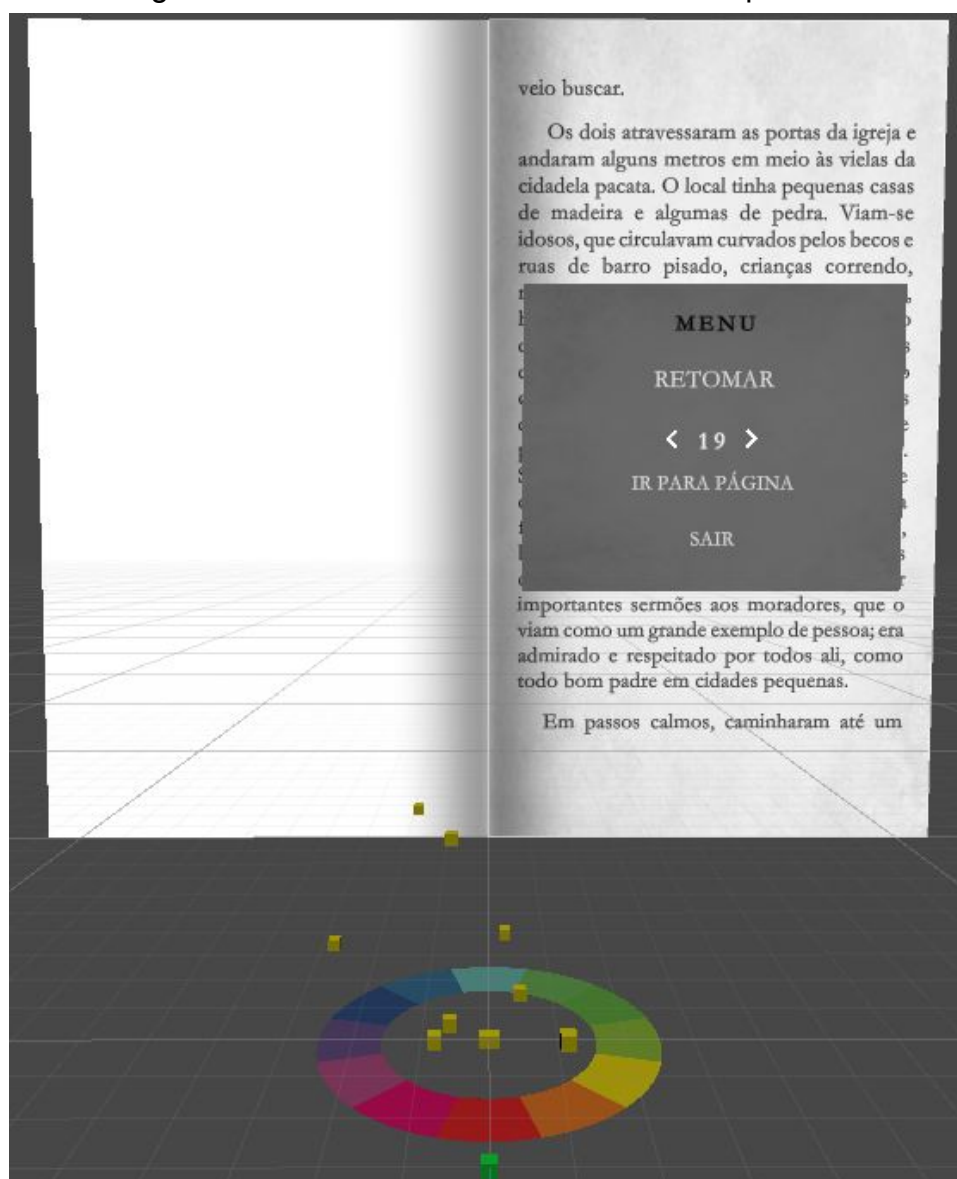 veio buscar.
Os dois atravessaram as portas da igreja e
andaram alguns metros em meio às vielas da
cidadela pacata. O local tinha pequenas casas
de madeira e algumas de pedra. Viam-se
idosos, que circulavam curvados pelos becos e
ruas de barro pisado, crianças correndo,
MENU
RETOMAR
< 19 >
IR PARA PÁGINA
SAIR
importantes sermões aos moradores, que o
viam como um grande exemplo de pessoa; era
admirado e respeitado por todos ali, como
todo bom padre em cidades pequenas.
Em passos calmos, caminharam até um